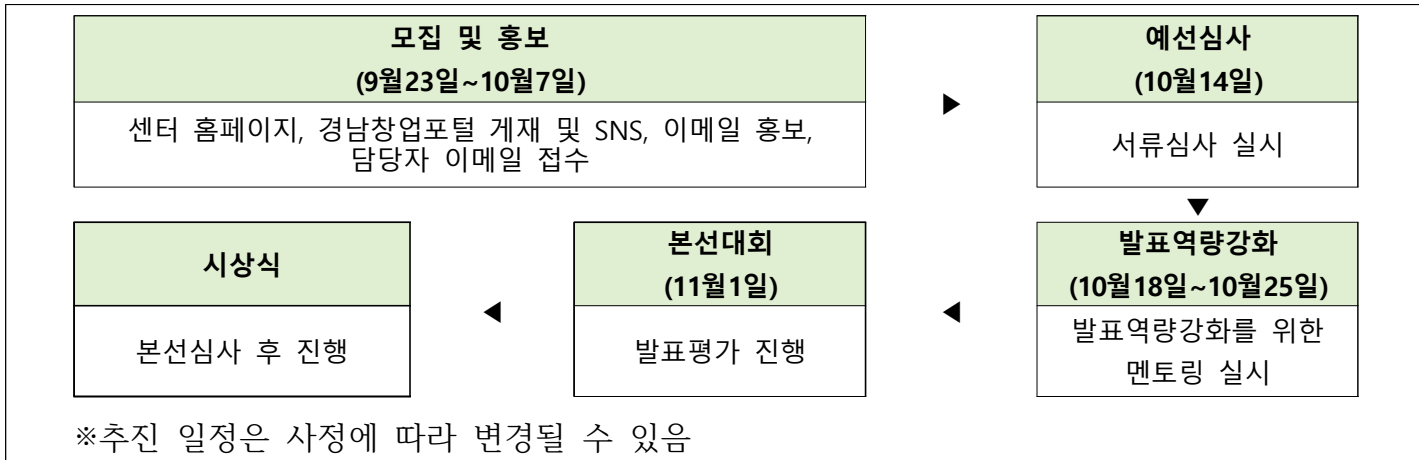 모집 및 홍보
(9월23일~10월7일)
센터 홈페이지, 경남창업포털 게재 및 SNS, 이메일 홍보,
담당자 이메일 접수
▶
예선심사
(10월14일)
서류심사 실시
▼
발표역량강화
(10월18일~10월25일)
발표역량강화를 위한
멘토링 실시
◀
본선대회
(11월1일)
발표평가 진행
◀
시상식
본선심사 후 진행
※추진 일정은 사정에 따라 변경될 수 있음